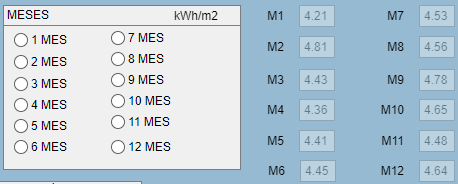 MESES kWh/m2
1 MES
2 MES
3 MES
4 MES
5 MES
6 MES
7 MES
8 MES
9 MES
10 MES
11 MES
12 MES
M1 4.21
M2 4.81
M3 4.43
M4 4.36
M5 4.41
M6 4.45
M7 4.53
M8 4.56
M9 4.78
M10 4.65
M11 4.48
M12 4.64